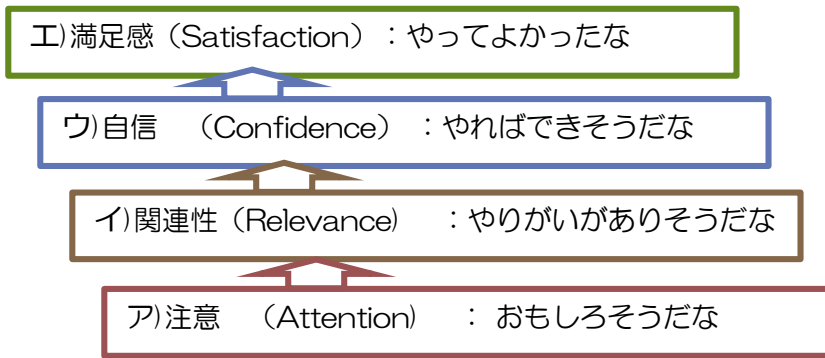 エ)満足感（Satisfaction）：やってよかったな
ウ)自信　（Confidence）：やればできそうだな
イ)関連性（Relevance)　：やりがいがありそうだな
ア)注意　（Attention)　： おもしろそうだな